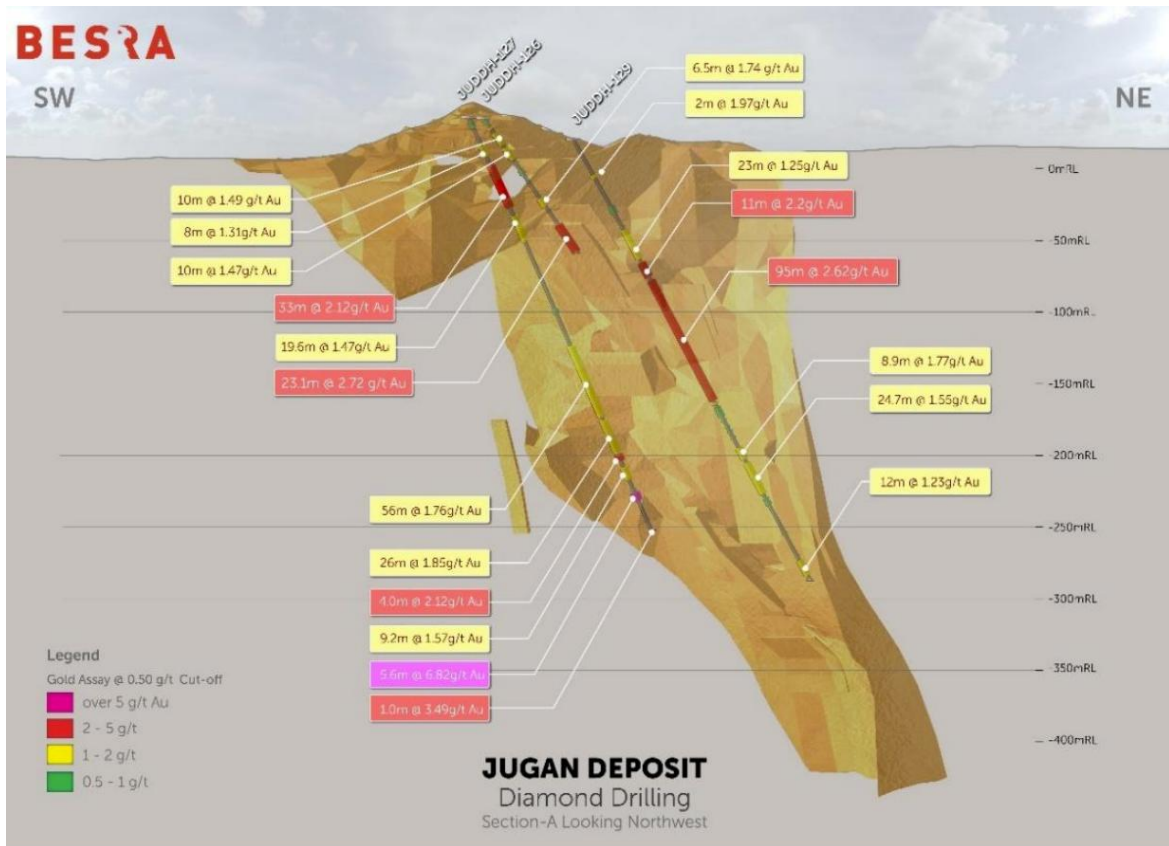 BESRA
SW
NE
JUDDH-127
JUDDH-126
JUDDH-129
6.5m @ 1.74 g/t Au
2m @ 1.97g/t Au
23m @ 1.25g/t Au
11m @ 2.2g/t Au
95m @ 2.62g/t Au
8.9m @ 1.77g/t Au
24.7m @ 1.55g/t Au
12m @ 1.23g/t Au
10m @ 1.49 g/t Au
8m @ 1.31g/t Au
10m @ 1.47g/t Au
33m @ 2.12g/t Au
19.6m @ 1.47g/t Au
23.1m @ 2.72 g/t Au
56m @ 1.76g/t Au
26m @ 1.85g/t Au
4.0m @ 2.12g/t Au
9.2m @ 1.57g/t Au
5.6m @ 6.82g/t Au
1.0m @ 3.49g/t Au
0mRL
-50mRL
-100mRL
-150mRL
-200mRL
-250mRL
-300mRL
-350mRL
-400mRL
Legend
Gold Assay @ 0.50 g/t Cut-off
over 5 g/t Au
2 - 5 g/t
1 - 2 g/t
0.5 - 1 g/t
JUGAN DEPOSIT
Diamond Drilling
Section-A Looking Northwest